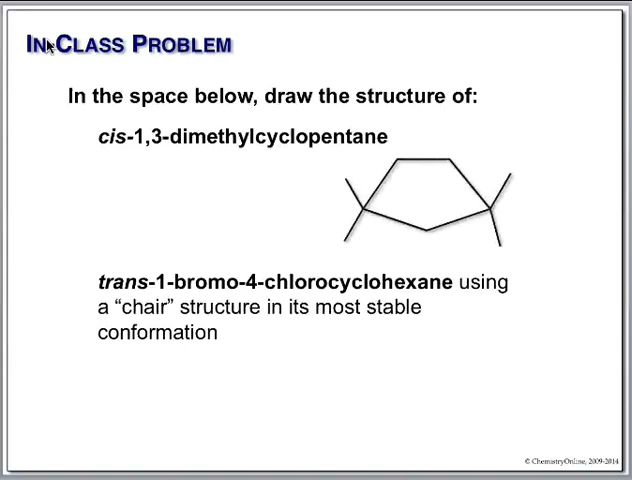 IN-CLASS PROBLEM
In the space below, draw the structure of:
cis-1,3-dimethylcyclopentane
trans-1-bromo-4-chlorocyclohexane using
a “chair” structure in its most stable
conformation
© ChemistryOnline, 2009-2014